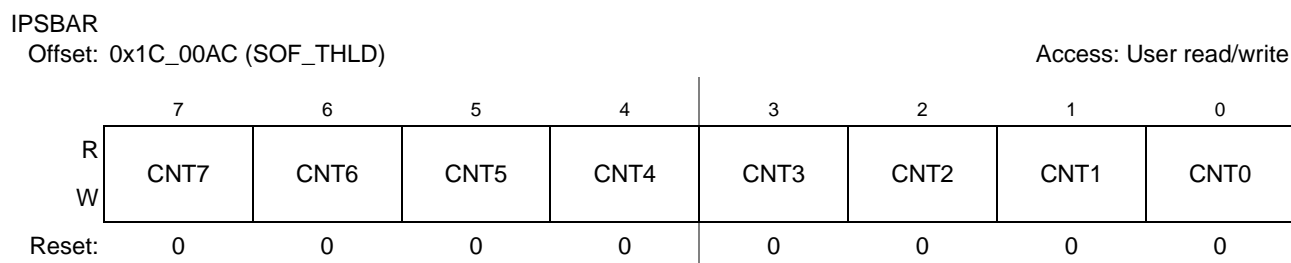 IPSBAR
Offset: 0x1C_00AC (SOF_THLD) Access: User read/write
7 6 5 4 3 2 1 0
R
CNT7 CNT6 CNT5 CNT4 CNT3 CNT2 CNT1 CNT0
W
Reset: 0 0 0 0 0 0 0 0